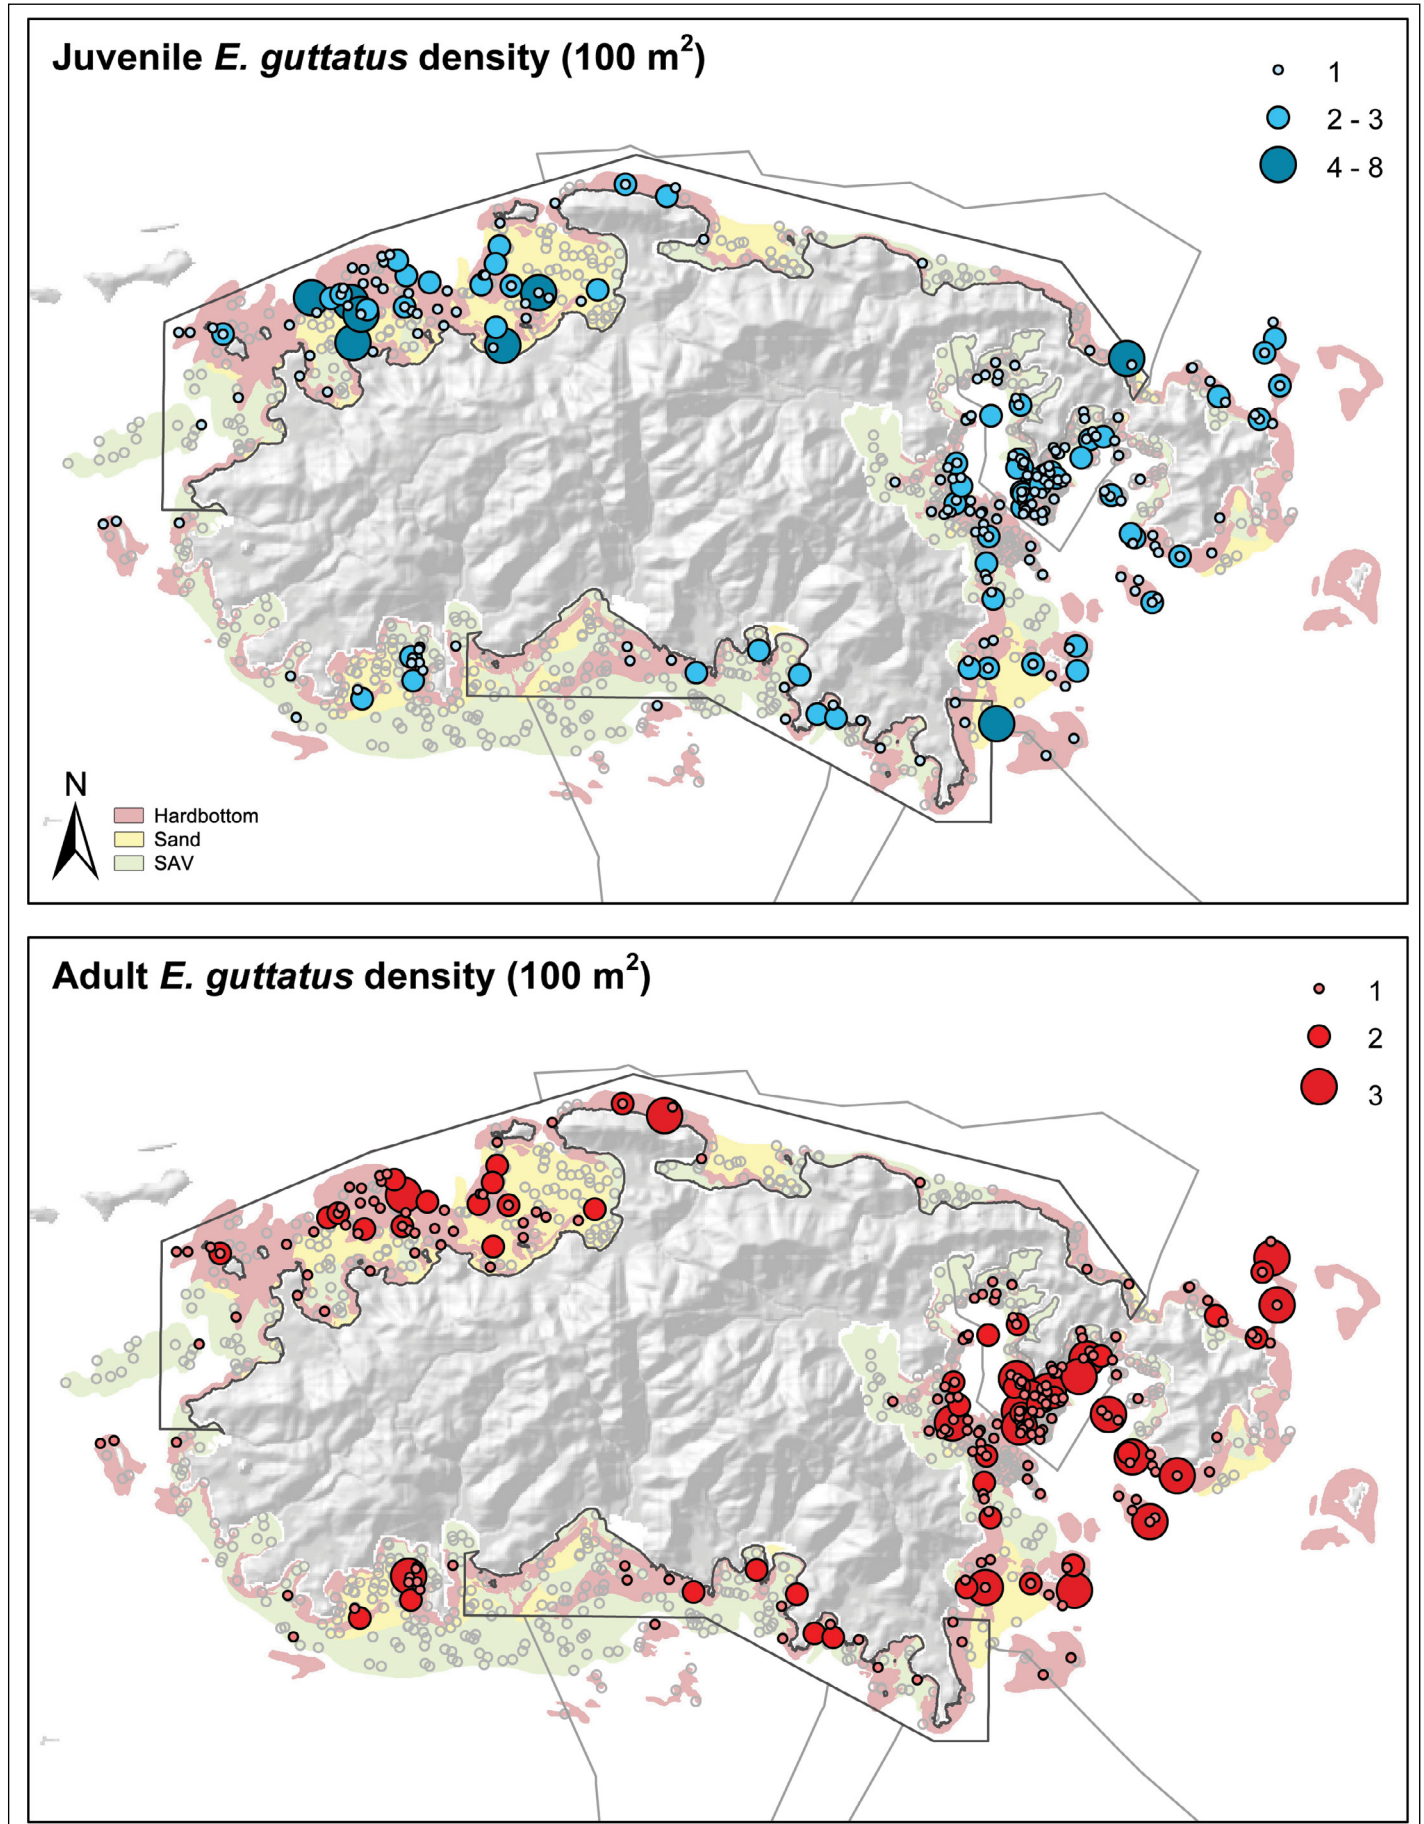 Juvenile E. guttatus density (100 m²)
1
2 - 3
4 - 8
N
Hardbottom
Sand
SAV
Adult E. guttatus density (100 m²)
1
2
3